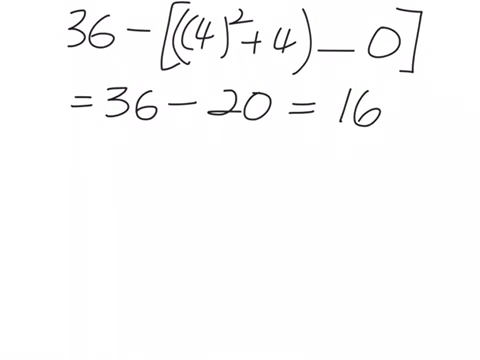 36 - [((4)² + 4) - 0]
= 36 - 20 = 16